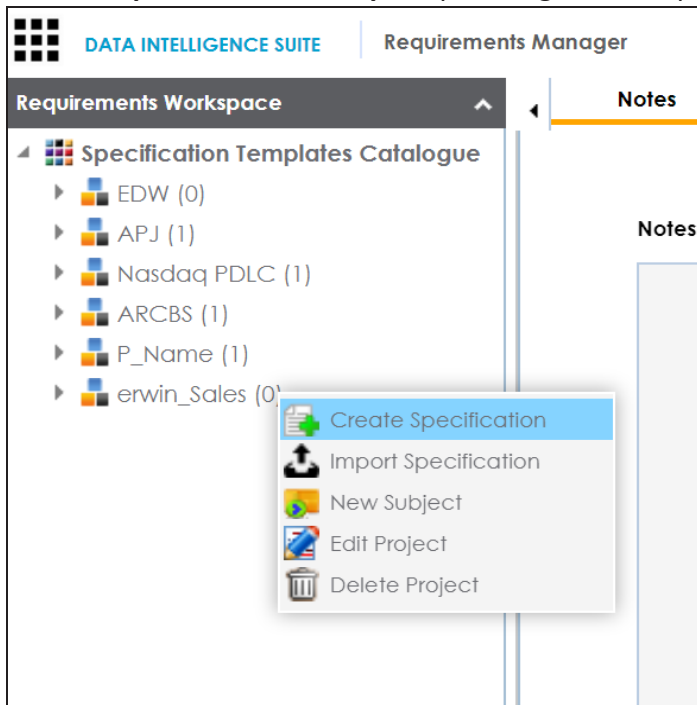 DATA INTELLIGENCE SUITE Requirements Manager
Requirements Workspace
Notes
Specification Templates Catalogue
EDW (0)
APJ (1)
Notes
Nasdaq PDLC (1)
ARCBS (1)
P_Name (1)
erwin_Sales (0)
Create Specification
Import Specification
New Subject
Edit Project
Delete Project